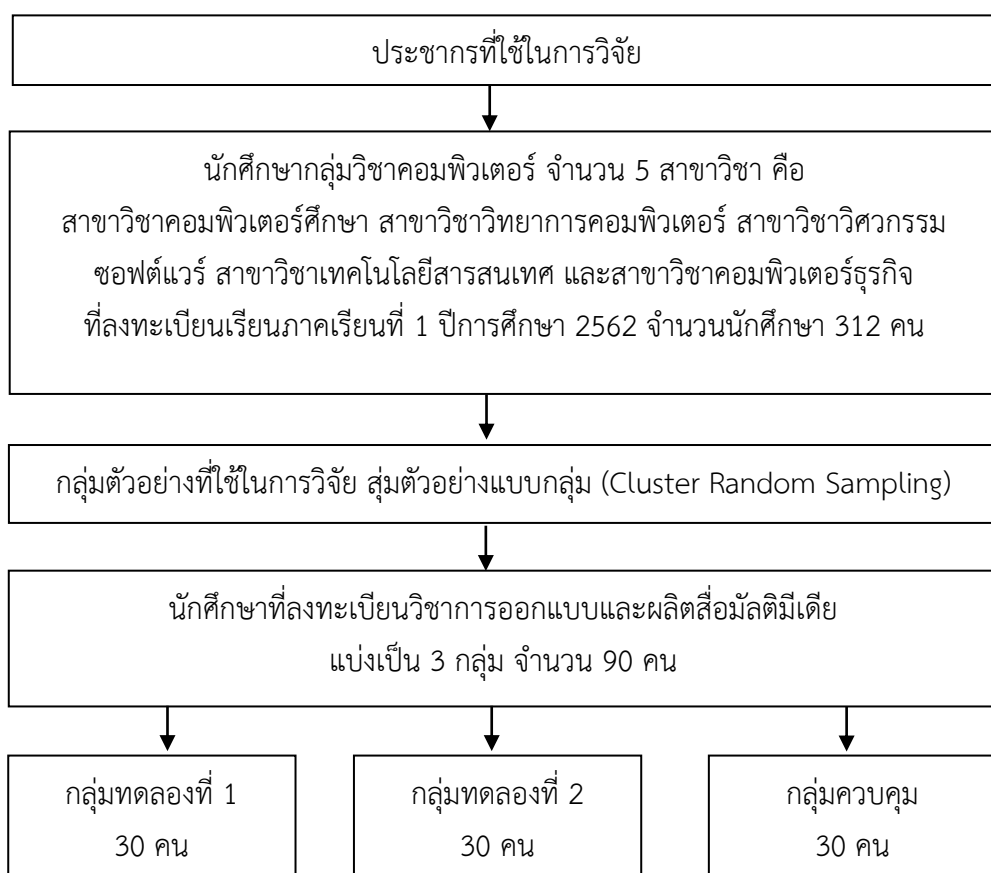 ประชากรที่ใช้ในการวิจัย
นักศึกษากลุ่มวิชาคอมพิวเตอร์ จำนวน 5 สาขาวิชา คือ
สาขาวิชาคอมพิวเตอร์ศึกษา สาขาวิชาวิทยาการคอมพิวเตอร์ สาขาวิชาวิศวกรรม
ซอฟต์แวร์ สาขาวิชาเทคโนโลยีสารสนเทศ และสาขาวิชาคอมพิวเตอร์ธุรกิจ
ที่ลงทะเบียนเรียนภาคเรียนที่ 1 ปีการศึกษา 2562 จำนวนนักศึกษา 312 คน
กลุ่มตัวอย่างที่ใช้ในการวิจัย สุ่มตัวอย่างแบบกลุ่ม (Cluster Random Sampling)
นักศึกษาที่ลงทะเบียนวิชาการออกแบบและผลิตสื่อมัลติมีเดีย
แบ่งเป็น 3 กลุ่ม จำนวน 90 คน
กลุ่มทดลองที่ 1
30 คน
กลุ่มทดลองที่ 2
30 คน
กลุ่มควบคุม
30 คน